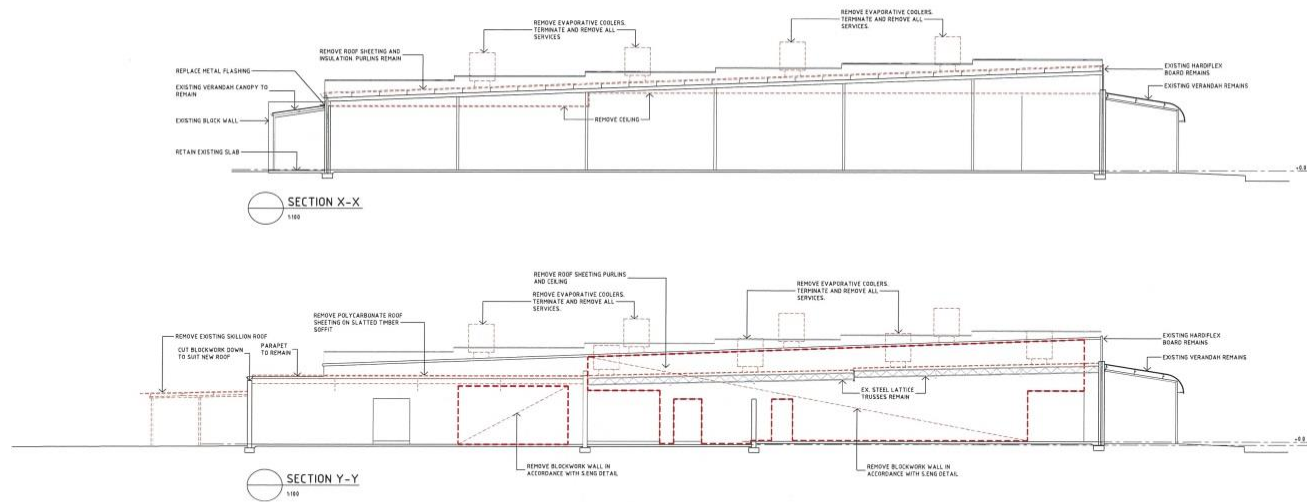 REMOVE EVAPORATIVE COOLERS.
TERMINATE AND REMOVE ALL
SERVICES
REMOVE EVAPORATIVE COOLERS.
TERMINATE AND REMOVE ALL
SERVICES.
REMOVE ROOF SHEETING AND
INSULATION. PURLINS REMAIN
REPLACE METAL FLASHING
EXISTING VERANDAH CANOPY TO
REMAIN
EXISTING BLOCK WALL
RETAIN EXISTING SLAB
REMOVE CEILING
EXISTING HARDIFLEX
BOARD REMAINS
EXISTING VERANDAH REMAINS
+0.0
SECTION X-X
1:100
REMOVE ROOF SHEETING PURLINS
AND CEILING
REMOVE EVAPORATIVE COOLERS.
TERMINATE AND REMOVE ALL
SERVICES.
REMOVE EVAPORATIVE COOLERS.
TERMINATE AND REMOVE ALL
SERVICES.
REMOVE POLYCARBONATE ROOF
SHEETING ON SLATTED TIMBER
SOFFIT
REMOVE EXISTING SKILLION ROOF
CUT BLOCKWORK DOWN
TO SUIT NEW ROOF
PARAPET
TO REMAIN
EX. STEEL LATTICE
TRUSSES REMAIN
EXISTING HARDIFLEX
BOARD REMAINS
EXISTING VERANDAH REMAINS
+0.0
REMOVE BLOCKWORK WALL IN
ACCORDANCE WITH S.ENG DETAIL
REMOVE BLOCKWORK WALL IN
ACCORDANCE WITH S.ENG DETAIL
SECTION Y-Y
1:100